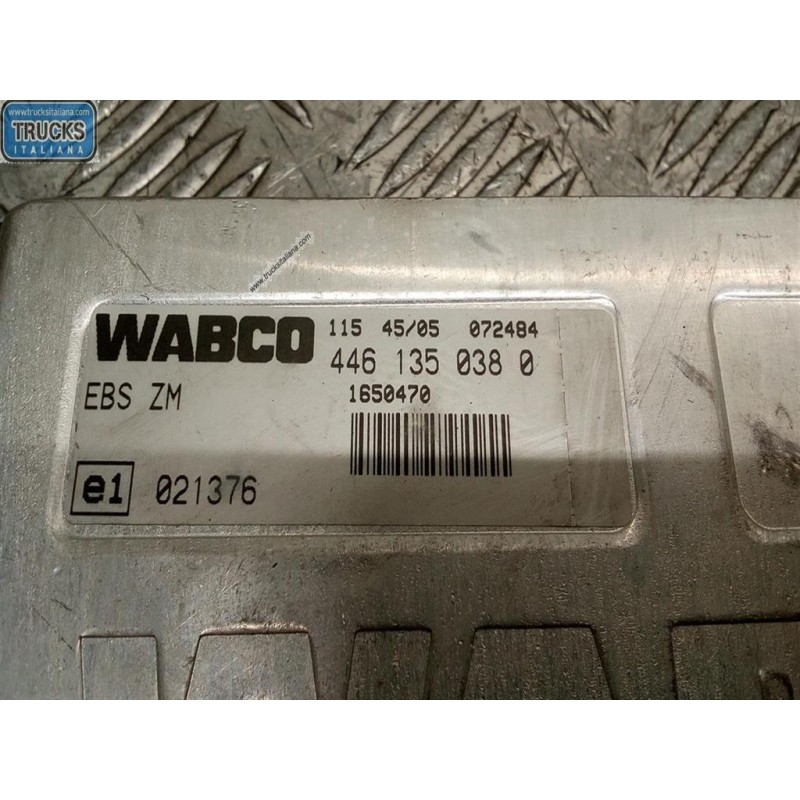 www.trucksitaliana.com
TRUCKS
ITALIANA
www.trucksitaliana.com
WABCO 115 45/05 072484
446 135 038 0
EBS ZM 1650470
e1 021376